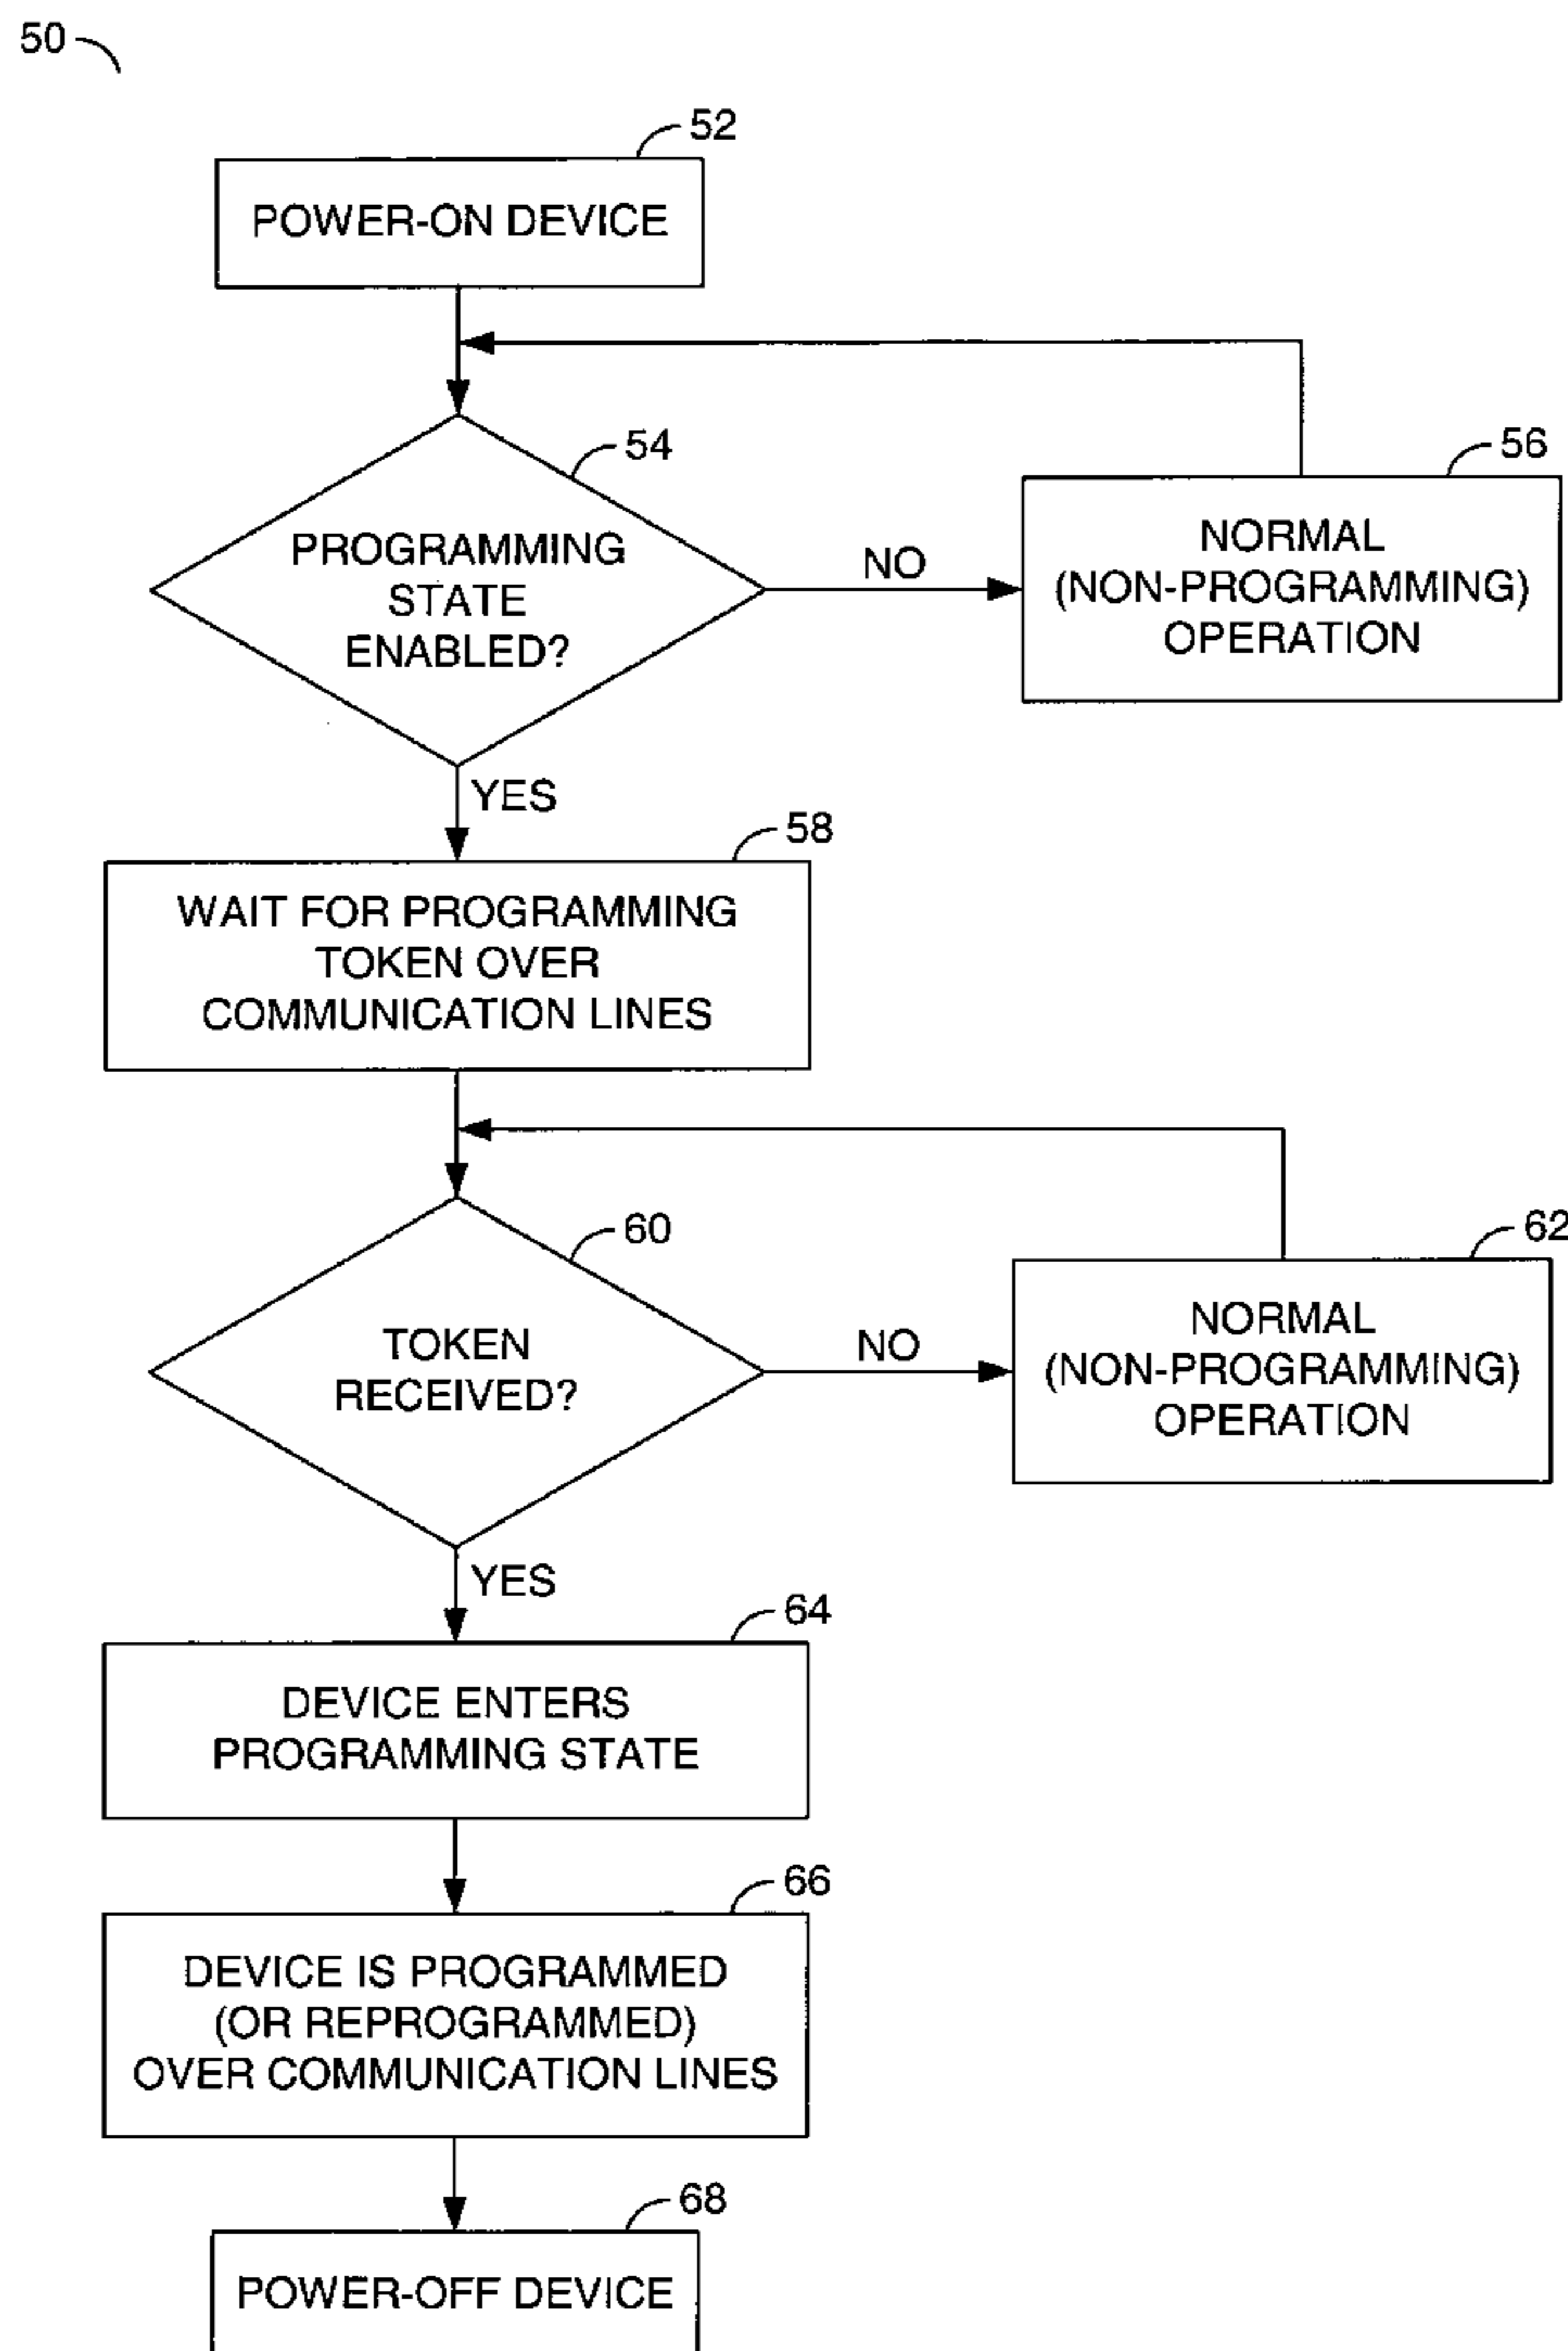 50
52
POWER-ON DEVICE
54
PROGRAMMING
STATE
ENABLED?
NO
56
NORMAL
(NON-PROGRAMMING)
OPERATION
YES
58
WAIT FOR PROGRAMMING
TOKEN OVER
COMMUNICATION LINES
60
TOKEN
RECEIVED?
NO
62
NORMAL
(NON-PROGRAMMING)
OPERATION
YES
64
DEVICE ENTERS
PROGRAMMING STATE
66
DEVICE IS PROGRAMMED
(OR REPROGRAMMED)
OVER COMMUNICATION LINES
68
POWER-OFF DEVICE